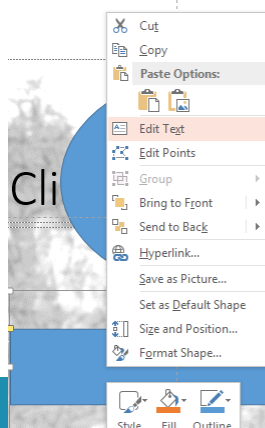 Cut
Copy
Paste Options:
Edit Text
Edit Points
Group
Bring to Front
Send to Back
Hyperlink...
Save as Picture...
Set as Default Shape
Size and Position...
Format Shape...
Cli
Style Fill Outline